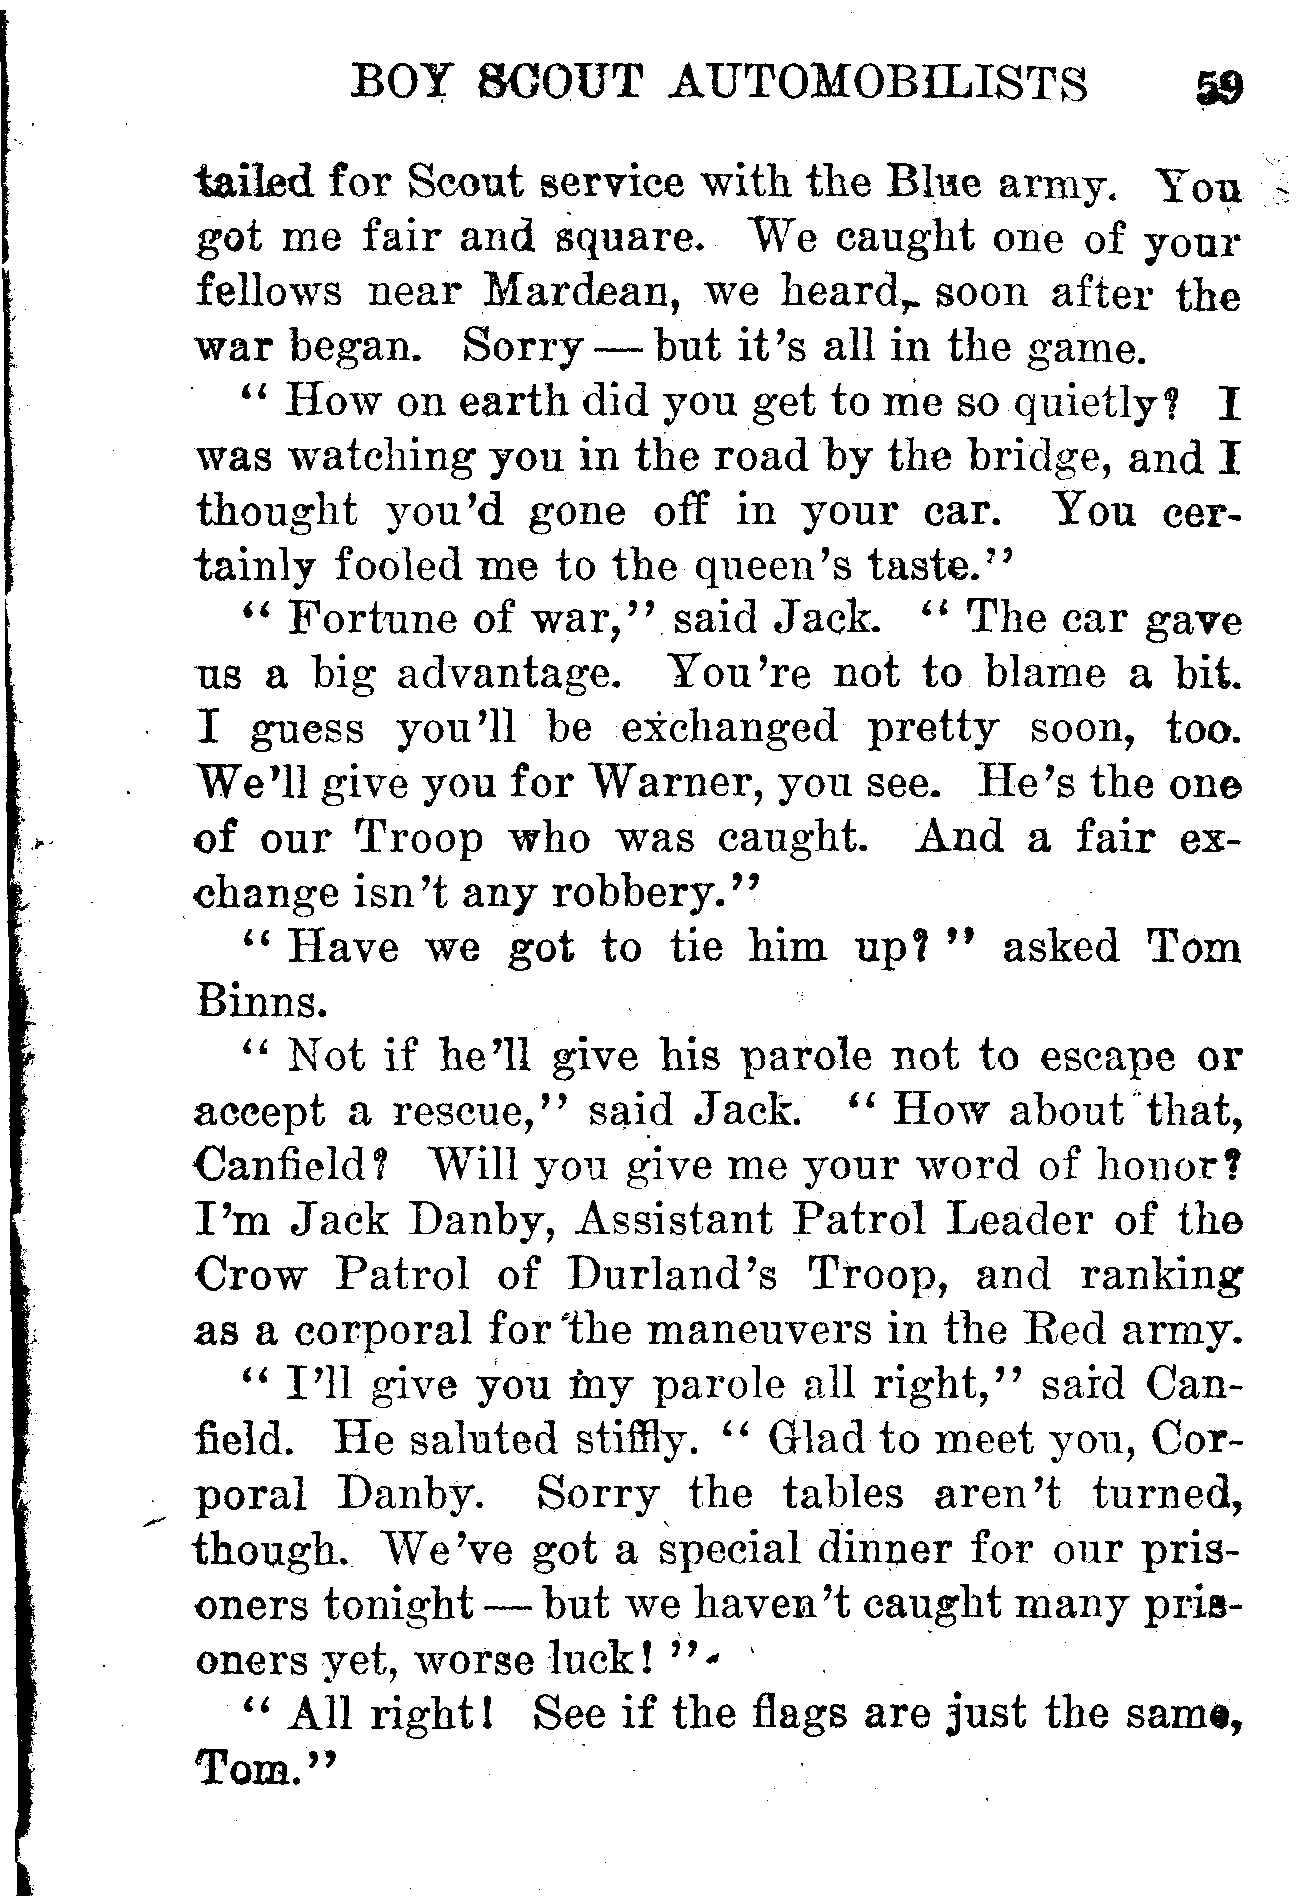 BOY SCOUT AUTOMOBILISTS 59
tailed for Scout service with the Blue army. You
got me fair and square. We caught one of your
fellows near Mardean, we heard, soon after the
war began. Sorry — but it's all in the game.
" How on earth did you get to me so quietly? I
was watching you in the road by the bridge, and I
thought you'd gone off in your car. You cer-
tainly fooled me to the queen's taste."
" Fortune of war," said Jack. " The car gave
us a big advantage. You're not to blame a bit.
I guess you'll be exchanged pretty soon, too.
We'll give you for Warner, you see. He's the one
of our Troop who was caught. And a fair ex-
change isn't any robbery."
" Have we got to tie him up? " asked Tom
Binns.
" Not if he'll give his parole not to escape or
accept a rescue," said Jack. " How about that,
Canfield? Will you give me your word of honor?
I'm Jack Danby, Assistant Patrol Leader of the
Crow Patrol of Durland's Troop, and ranking
as a corporal for the maneuvers in the Red army.
" I'll give you my parole all right," said Can-
field. He saluted stiffly. " Glad to meet you, Cor-
poral Danby. Sorry the tables aren't turned,
though. We've got a special dinner for our pris-
oners tonight — but we haven't caught many pris-
oners yet, worse luck! "
" All right! See if the flags are just the same,
Tom."